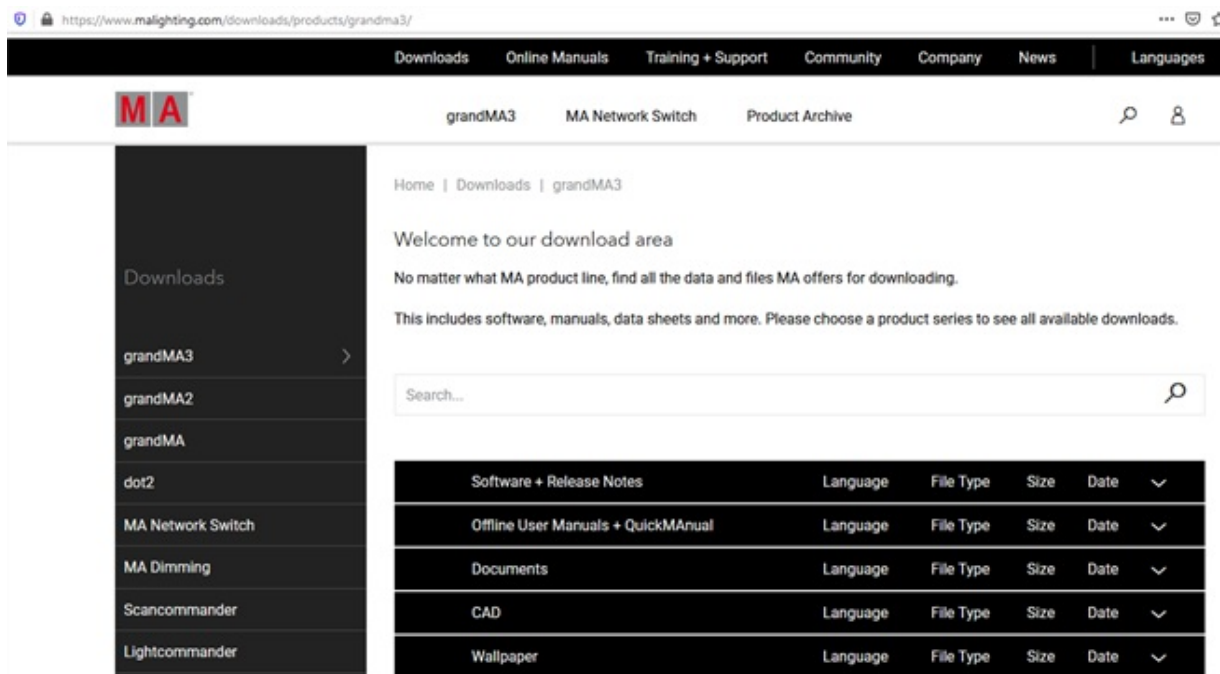 https://www.malighting.com/downloads/products/grandma3/
Downloads Online Manuals Training + Support Community Company News Languages
MA
grandMA3 MA Network Switch Product Archive
Home | Downloads | grandMA3
Welcome to our download area
No matter what MA product line, find all the data and files MA offers for downloading.
This includes software, manuals, data sheets and more. Please choose a product series to see all available downloads.
Search...
Downloads
grandMA3
grandMA2
grandMA
dot2
MA Network Switch
MA Dimming
Scancommander
Lightcommander
Software + Release Notes Language File Type Size Date
Offline User Manuals + QuickMAnual Language File Type Size Date
Documents Language File Type Size Date
CAD Language File Type Size Date
Wallpaper Language File Type Size Date